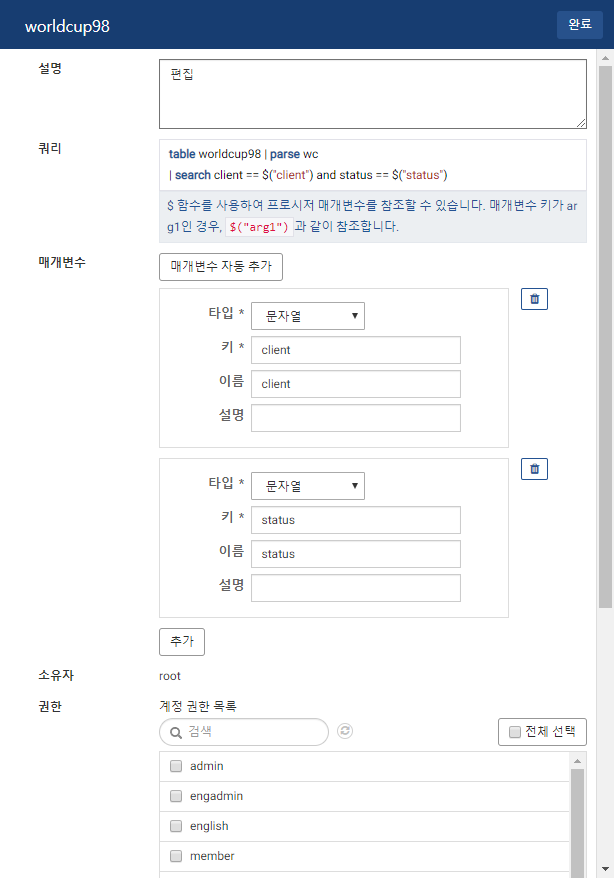 worldcup98 완료
설명 편집
쿼리 table worldcup98 | parse wc
| search client == $("client") and status == $("status")
$ 함수를 사용하여 프로시저 매개변수를 참조할 수 있습니다. 매개변수 키가 ar
g1인 경우, $("arg1") 과 같이 참조합니다.
매개변수 매개변수 자동 추가
타입 * 문자열
키 * client
이름 client
설명
타입 * 문자열
키 * status
이름 status
설명
추가
소유자 root
권한 계정 권한 목록
검색 전체 선택
admin
engadmin
english
member